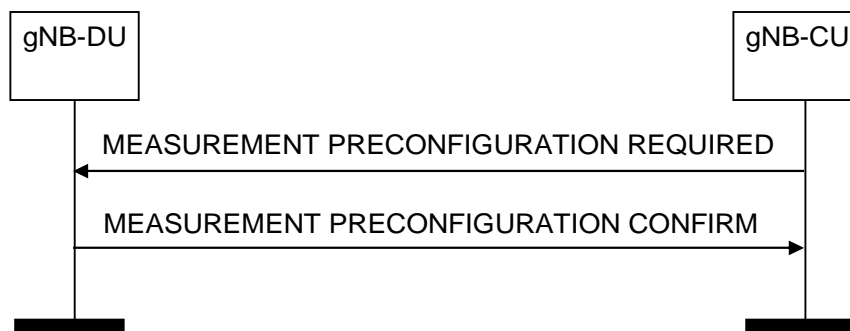 gNB-DU
gNB-CU
MEASUREMENT PRECONFIGURATION REQUIRED
MEASUREMENT PRECONFIGURATION CONFIRM